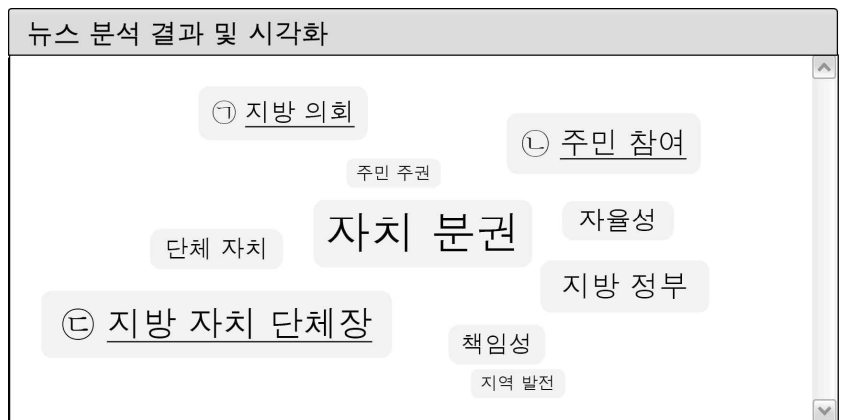 뉴스 분석 결과 및 시각화
㉠ 지방 의회
㉡ 주민 참여
주민 주권
자치 분권
자율성
단체 자치
지방 정부
㉢ 지방 자치 단체장
책임성
지역 발전